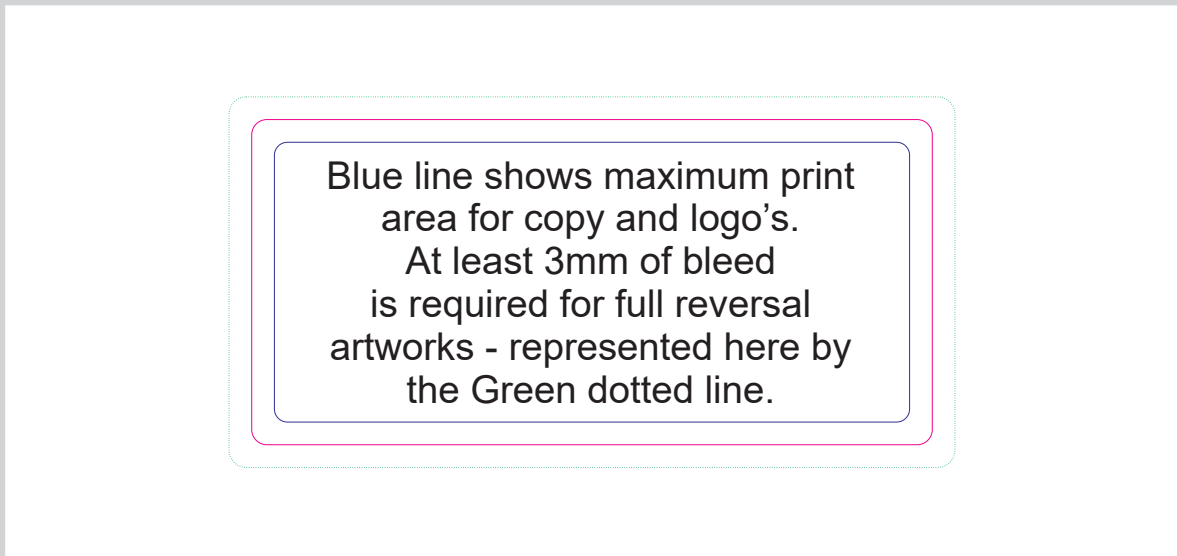 Blue line shows maximum print
area for copy and logo’s.
At least 3mm of bleed
is required for full reversal
artworks - represented here by
the Green dotted line.